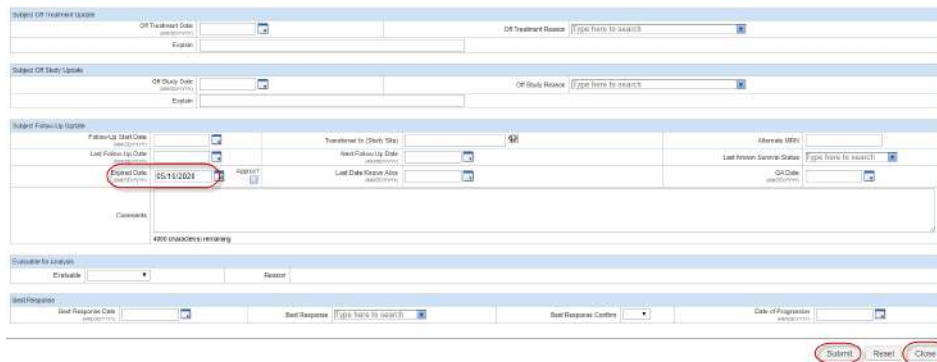 Subject Off Treatment Update
Off Treatment Date Off Treatment Reason Type here to search
(MM/DD/YYYY)
Explain
Subject Off Study Update
Off Study Date Off Study Reason Type here to search
(MM/DD/YYYY)
Explain
Subject Follow-Up Update
Follow-Up Start Date Transferred to (Study Site) Alternate MRN
(MM/DD/YYYY)
Last Follow-Up Date Next Follow-Up Date Last Known Survival Status Type here to search
(MM/DD/YYYY) (MM/DD/YYYY)
Expired Date 05/16/2020 Approx? Last Date Known Alive QA Date
(MM/DD/YYYY) (MM/DD/YYYY) (MM/DD/YYYY)
Comments
4000 character(s) remaining
Evaluable for Analysis
Evaluable Reason
Best Response
Best Response Date Best Response Type here to search Best Response Confirm Date of Progression
(MM/DD/YYYY) (MM/DD/YYYY)
Submit Reset Close